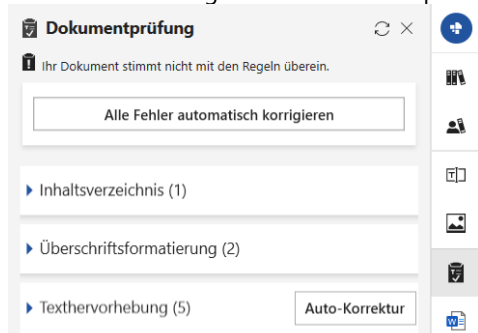 Dokumentprüfung
Ihr Dokument stimmt nicht mit den Regeln überein.
Alle Fehler automatisch korrigieren
Inhaltsverzeichnis (1)
Überschriftsformatierung (2)
Texthervorhebung (5)
Auto-Korrektur